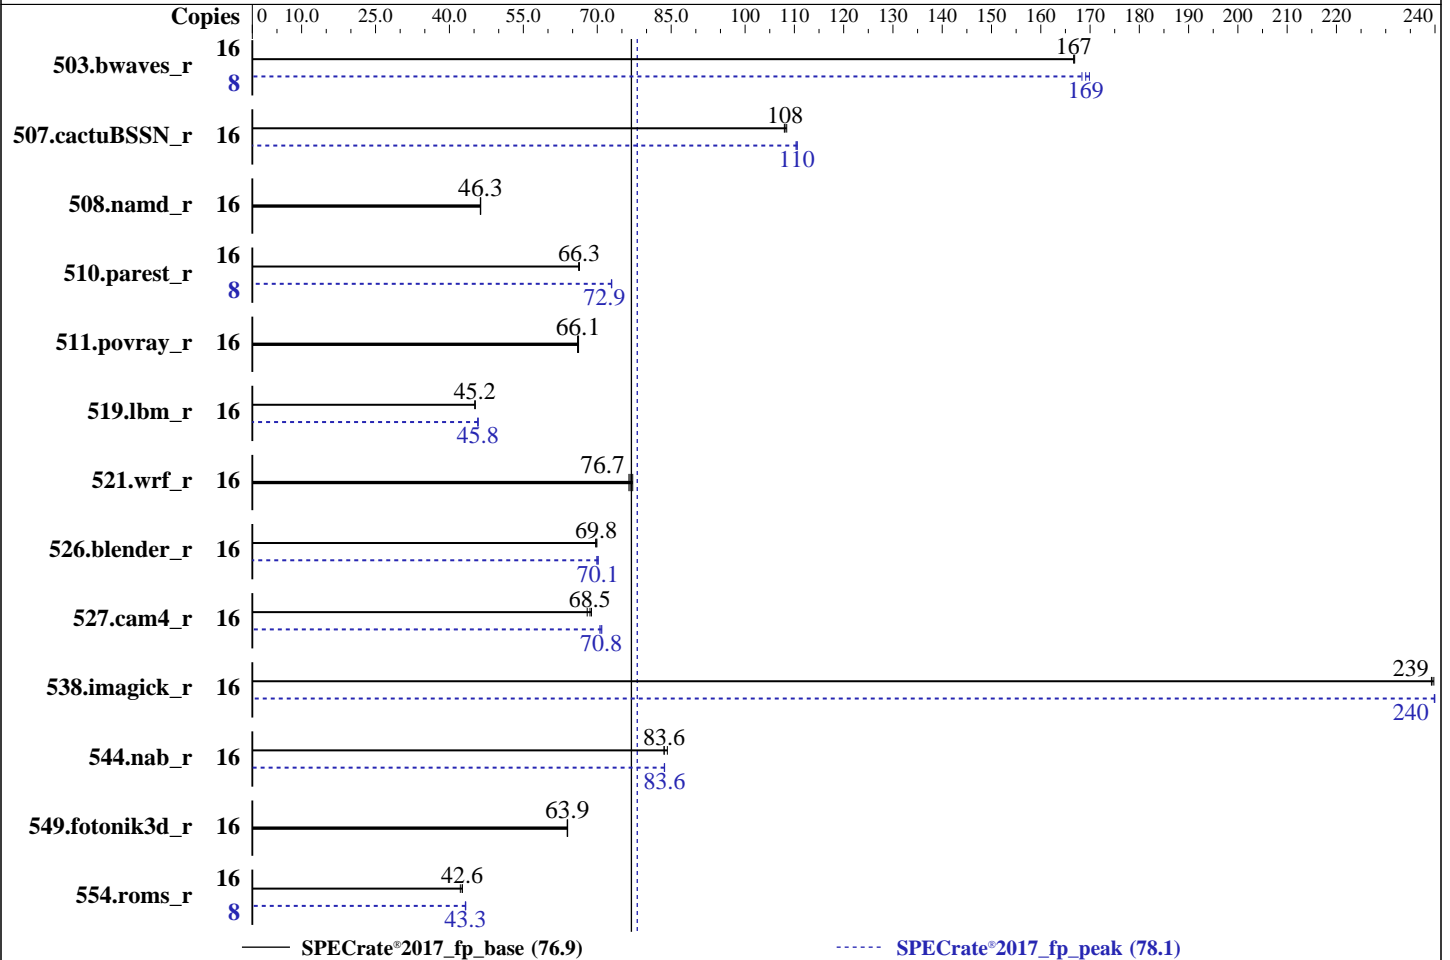 Copies 0 10.0 25.0 40.0 55.0 70.0 85.0 100 110 120 130 140 150 160 170 180 190 200 210 220 240
503.bwaves_r 16 167
8 169
507.cactuBSSN_r 16 108
110
508.namd_r 16 46.3
510.parest_r 16 66.3
8 72.9
511.povray_r 16 66.1
519.lbm_r 16 45.2
45.8
521.wrf_r 16 76.7
526.blender_r 16 69.8
70.1
527.cam4_r 16 68.5
70.8
538.imagick_r 16 239
240
544.nab_r 16 83.6
83.6
549.fotonik3d_r 16 63.9
554.roms_r 16 42.6
8 43.3
SPECrate®2017_fp_base (76.9) SPECrate®2017_fp_peak (78.1)